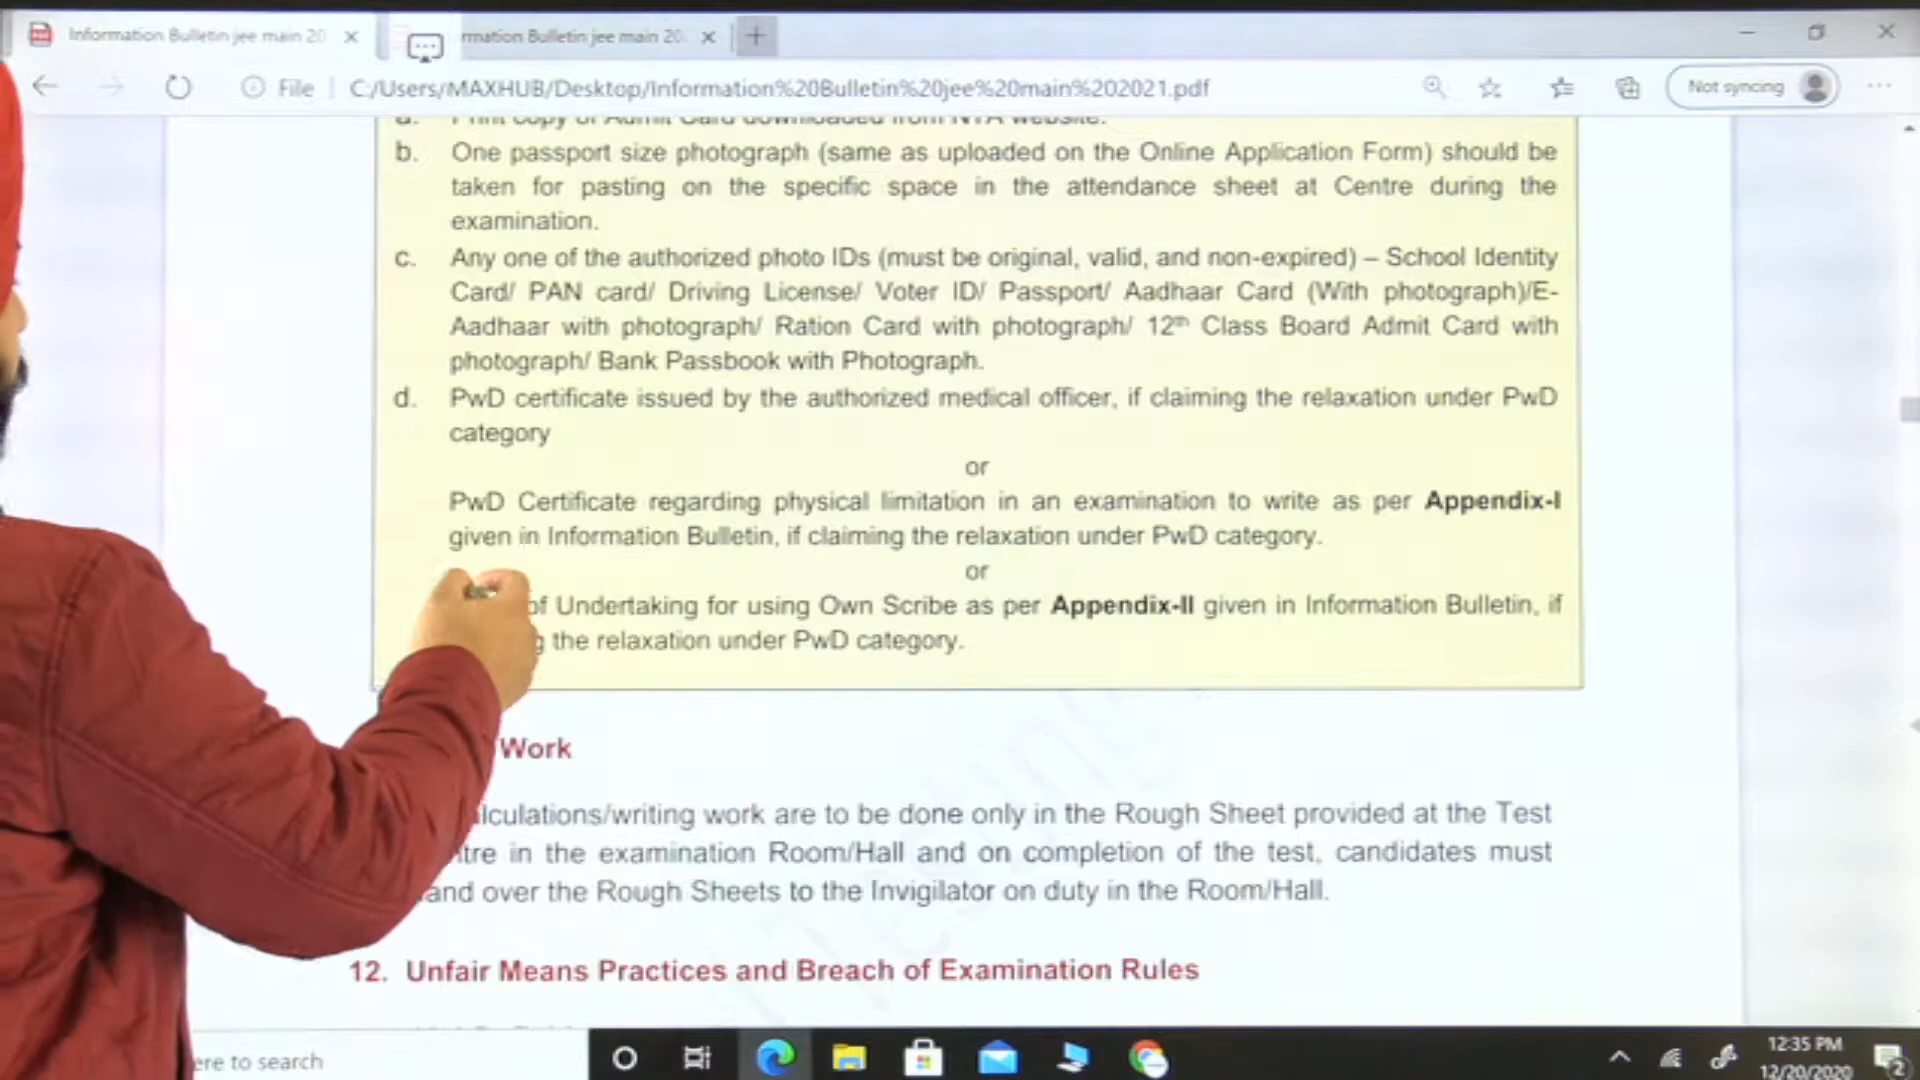 Information Bulletin jee main 20
rmation Bulletin jee main 20
File
C:/Users/MAXHUB/Desktop/Information%20Bulletin%20jee%20main%202021.pdf
Not syncing
a. Print copy of Admit Card downloaded from NTA website.
b. One passport size photograph (same as uploaded on the Online Application Form) should be
taken for pasting on the specific space in the attendance sheet at Centre during the
examination.
c. Any one of the authorized photo IDs (must be original, valid, and non-expired) – School Identity
Card/ PAN card/ Driving License/ Voter ID/ Passport/ Aadhaar Card (With photograph)/E-
Aadhaar with photograph/ Ration Card with photograph/ 12th Class Board Admit Card with
photograph/ Bank Passbook with Photograph.
d. PwD certificate issued by the authorized medical officer, if claiming the relaxation under PwD
category
or
PwD Certificate regarding physical limitation in an examination to write as per Appendix-I
given in Information Bulletin, if claiming the relaxation under PwD category.
or
of Undertaking for using Own Scribe as per Appendix-II given in Information Bulletin, if
g the relaxation under PwD category.
Work
lculations/writing work are to be done only in the Rough Sheet provided at the Test
tre in the examination Room/Hall and on completion of the test, candidates must
and over the Rough Sheets to the Invigilator on duty in the Room/Hall.
12. Unfair Means Practices and Breach of Examination Rules
ere to search
12:35 PM
12/20/2020
2